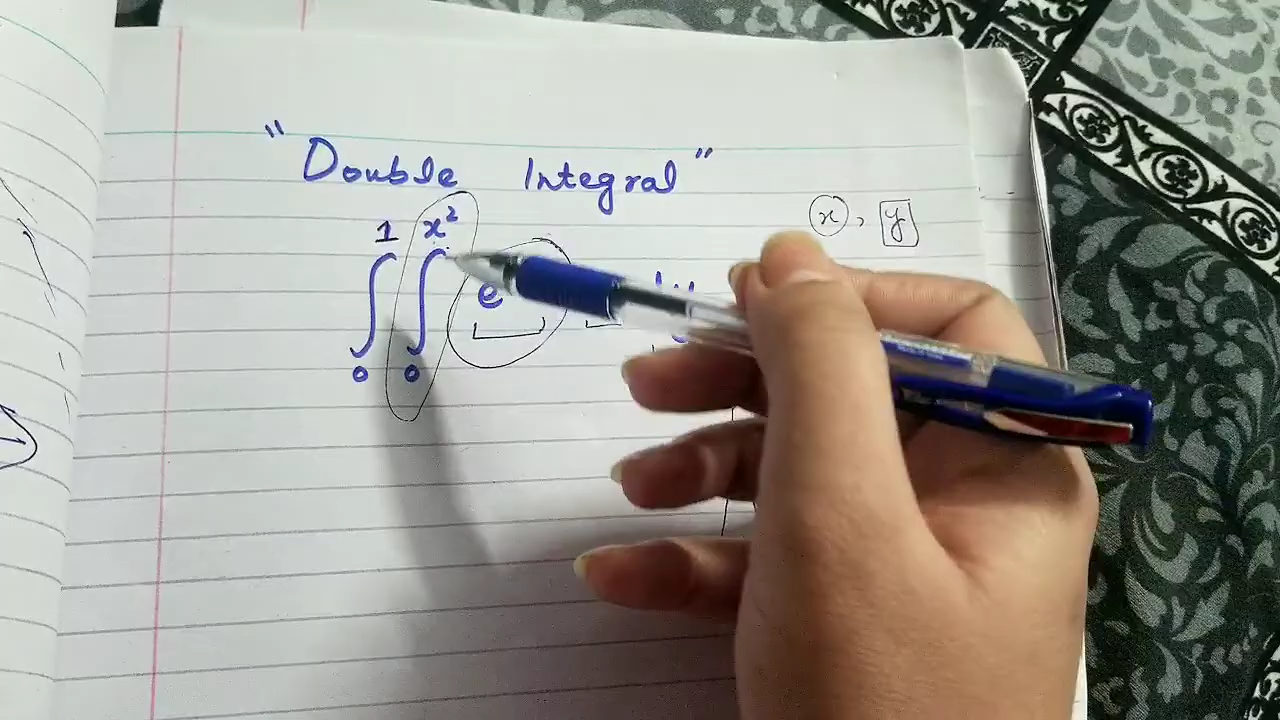 "Double Integral"
x, y
1 x²
∫ ∫ e
0 0